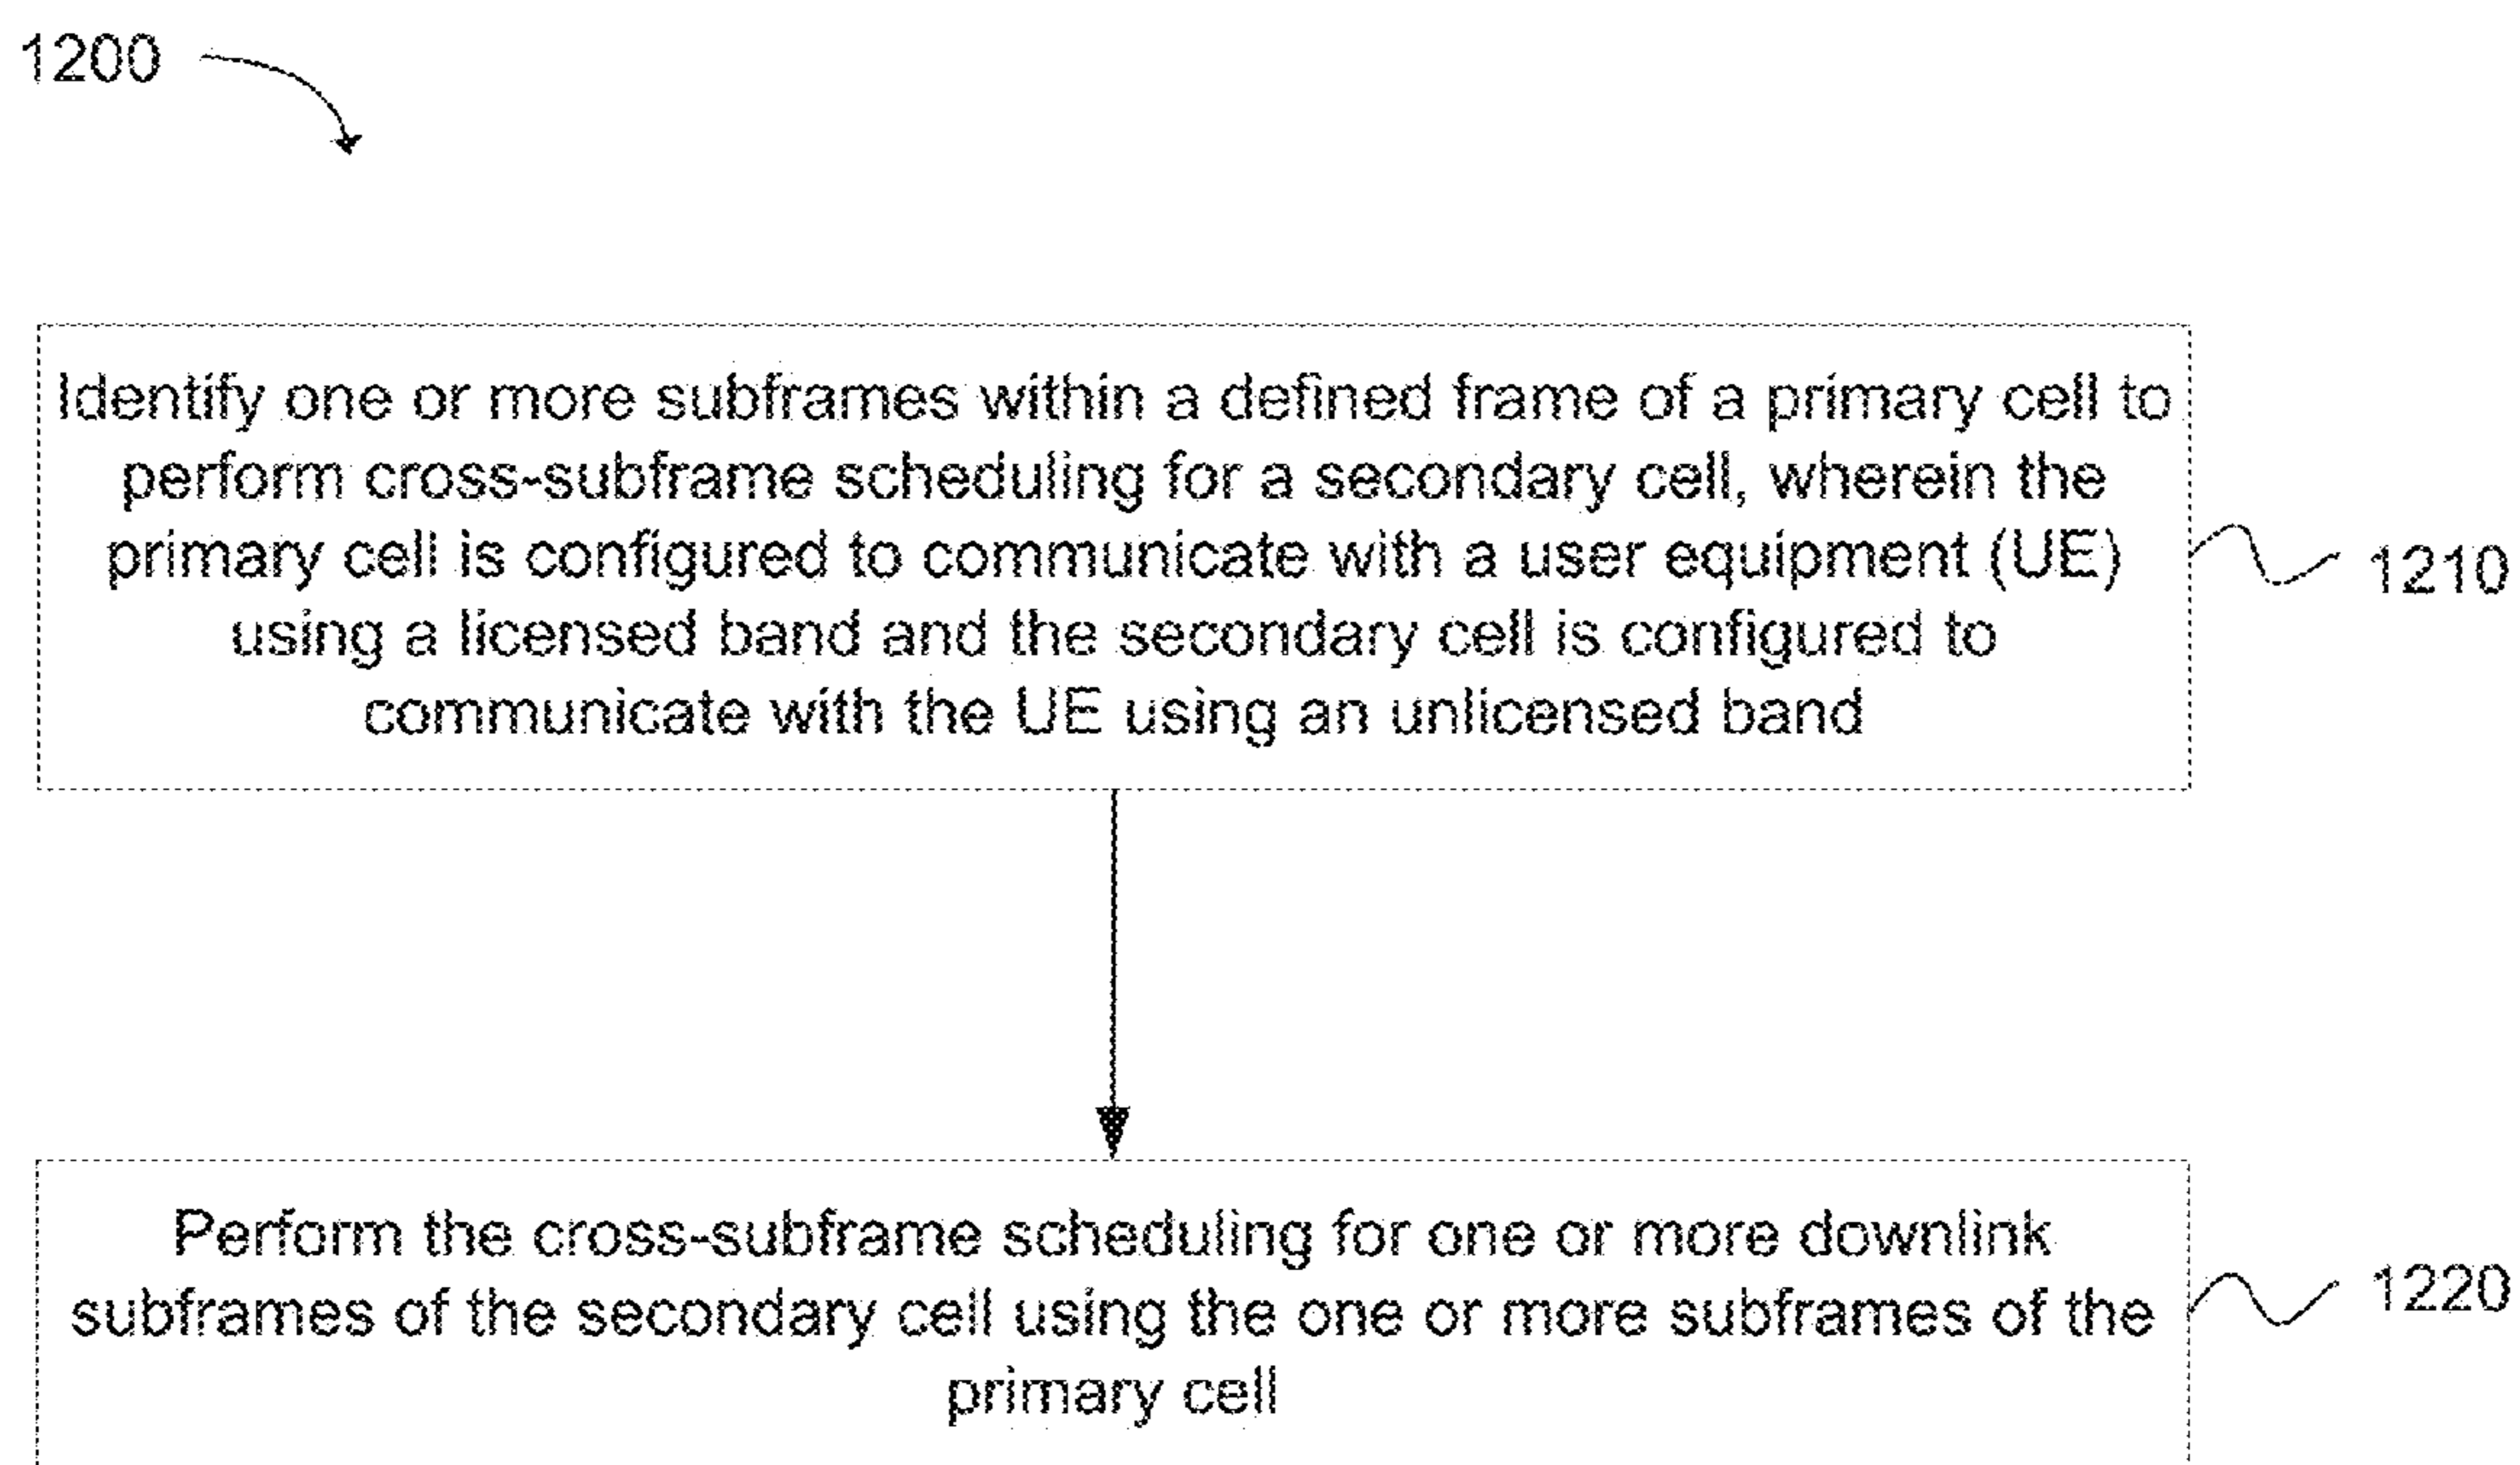 1200
Identify one or more subframes within a defined frame of a primary cell to
perform cross-subframe scheduling for a secondary cell, wherein the
primary cell is configured to communicate with a user equipment (UE)
using a licensed band and the secondary cell is configured to
communicate with the UE using an unlicensed band
1210
Perform the cross-subframe scheduling for one or more downlink
subframes of the secondary cell using the one or more subframes of the
primary cell
1220